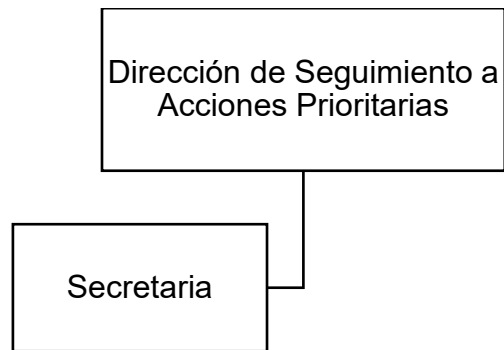 Dirección de Seguimiento a
Acciones Prioritarias
Secretaria